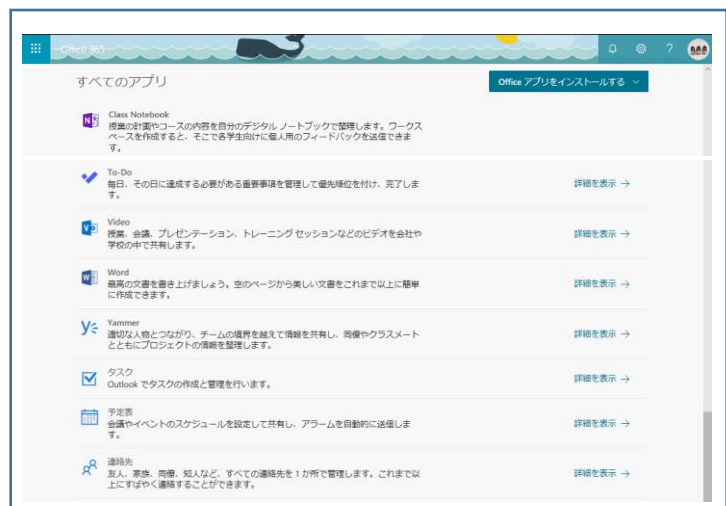 Office 365
?
すべてのアプリ
Office アプリをインストールする
Class Notebook
授業の計画やコースの内容を自分のデジタル ノートブックで整理します。ワークス
ペースを作成すると、そこで各学生向けに個人用のフィードバックを送信できま
す。
To-Do
毎日、その日に達成する必要がある重要事項を管理して優先順位を付け、完了しま
す。
詳細を表示 →
Video
授業、会議、プレゼンテーション、トレーニング セッションなどのビデオを会社や
学校の中で共有します。
詳細を表示 →
Word
最高の文書を書き上げましょう。空のページから美しい文書をこれまで以上に簡単
に作成できます。
詳細を表示 →
Yammer
適切な人物とつながり、チームの境界を越えて情報を共有し、同僚やクラスメート
とともにプロジェクトの情報を整理します。
詳細を表示 →
タスク
Outlook でタスクの作成と管理を行います。
詳細を表示 →
予定表
会議やイベントのスケジュールを設定して共有し、アラームを自動的に送信しま
す。
詳細を表示 →
連絡先
友人、家族、同僚、知人など、すべての連絡先を 1 か所で管理します。これまで以
上にすばやく連絡することができます。
詳細を表示 →